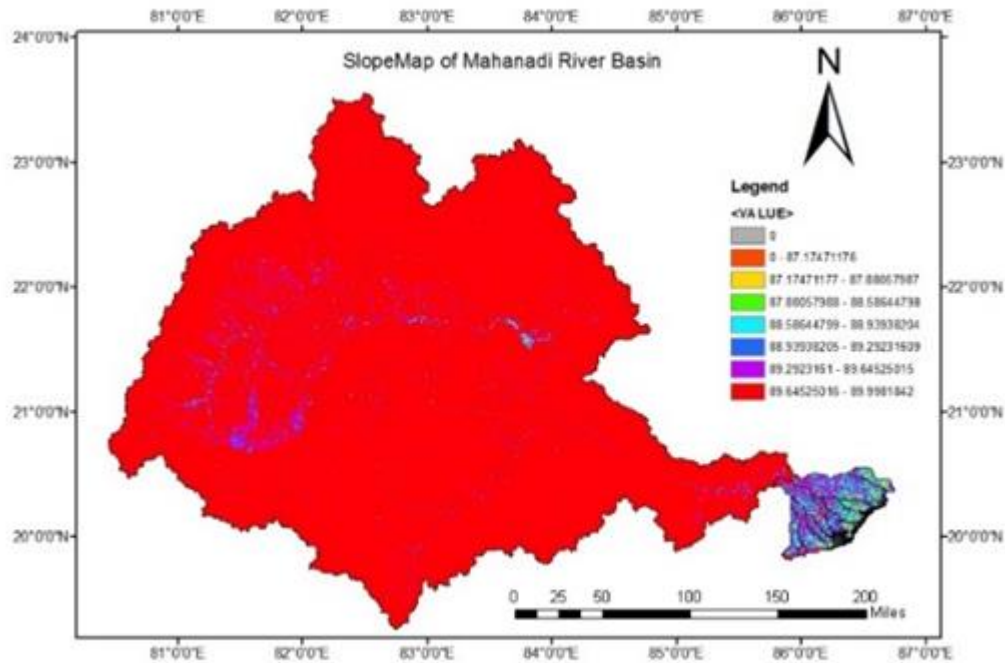 81°0'0"E 82°0'0"E 83°0'0"E 84°0'0"E 85°0'0"E 86°0'0"E 87°0'0"E
24°0'0"N
SlopeMap of Mahanadi River Basin
N
23°0'0"N 23°0'0"N
Legend
<VALUE>
0
0 - 87.17471176
87.17471177 - 87.88057987
87.88057988 - 88.58644798
88.58644799 - 88.93938204
88.93938205 - 89.29231609
89.2923161 - 89.64525015
89.64525016 - 89.9981842
22°0'0"N 22°0'0"N
21°0'0"N 21°0'0"N
20°0'0"N 20°0'0"N
0 25 50 100 150 200
Miles
81°0'0"E 82°0'0"E 83°0'0"E 84°0'0"E 85°0'0"E 86°0'0"E 87°0'0"E